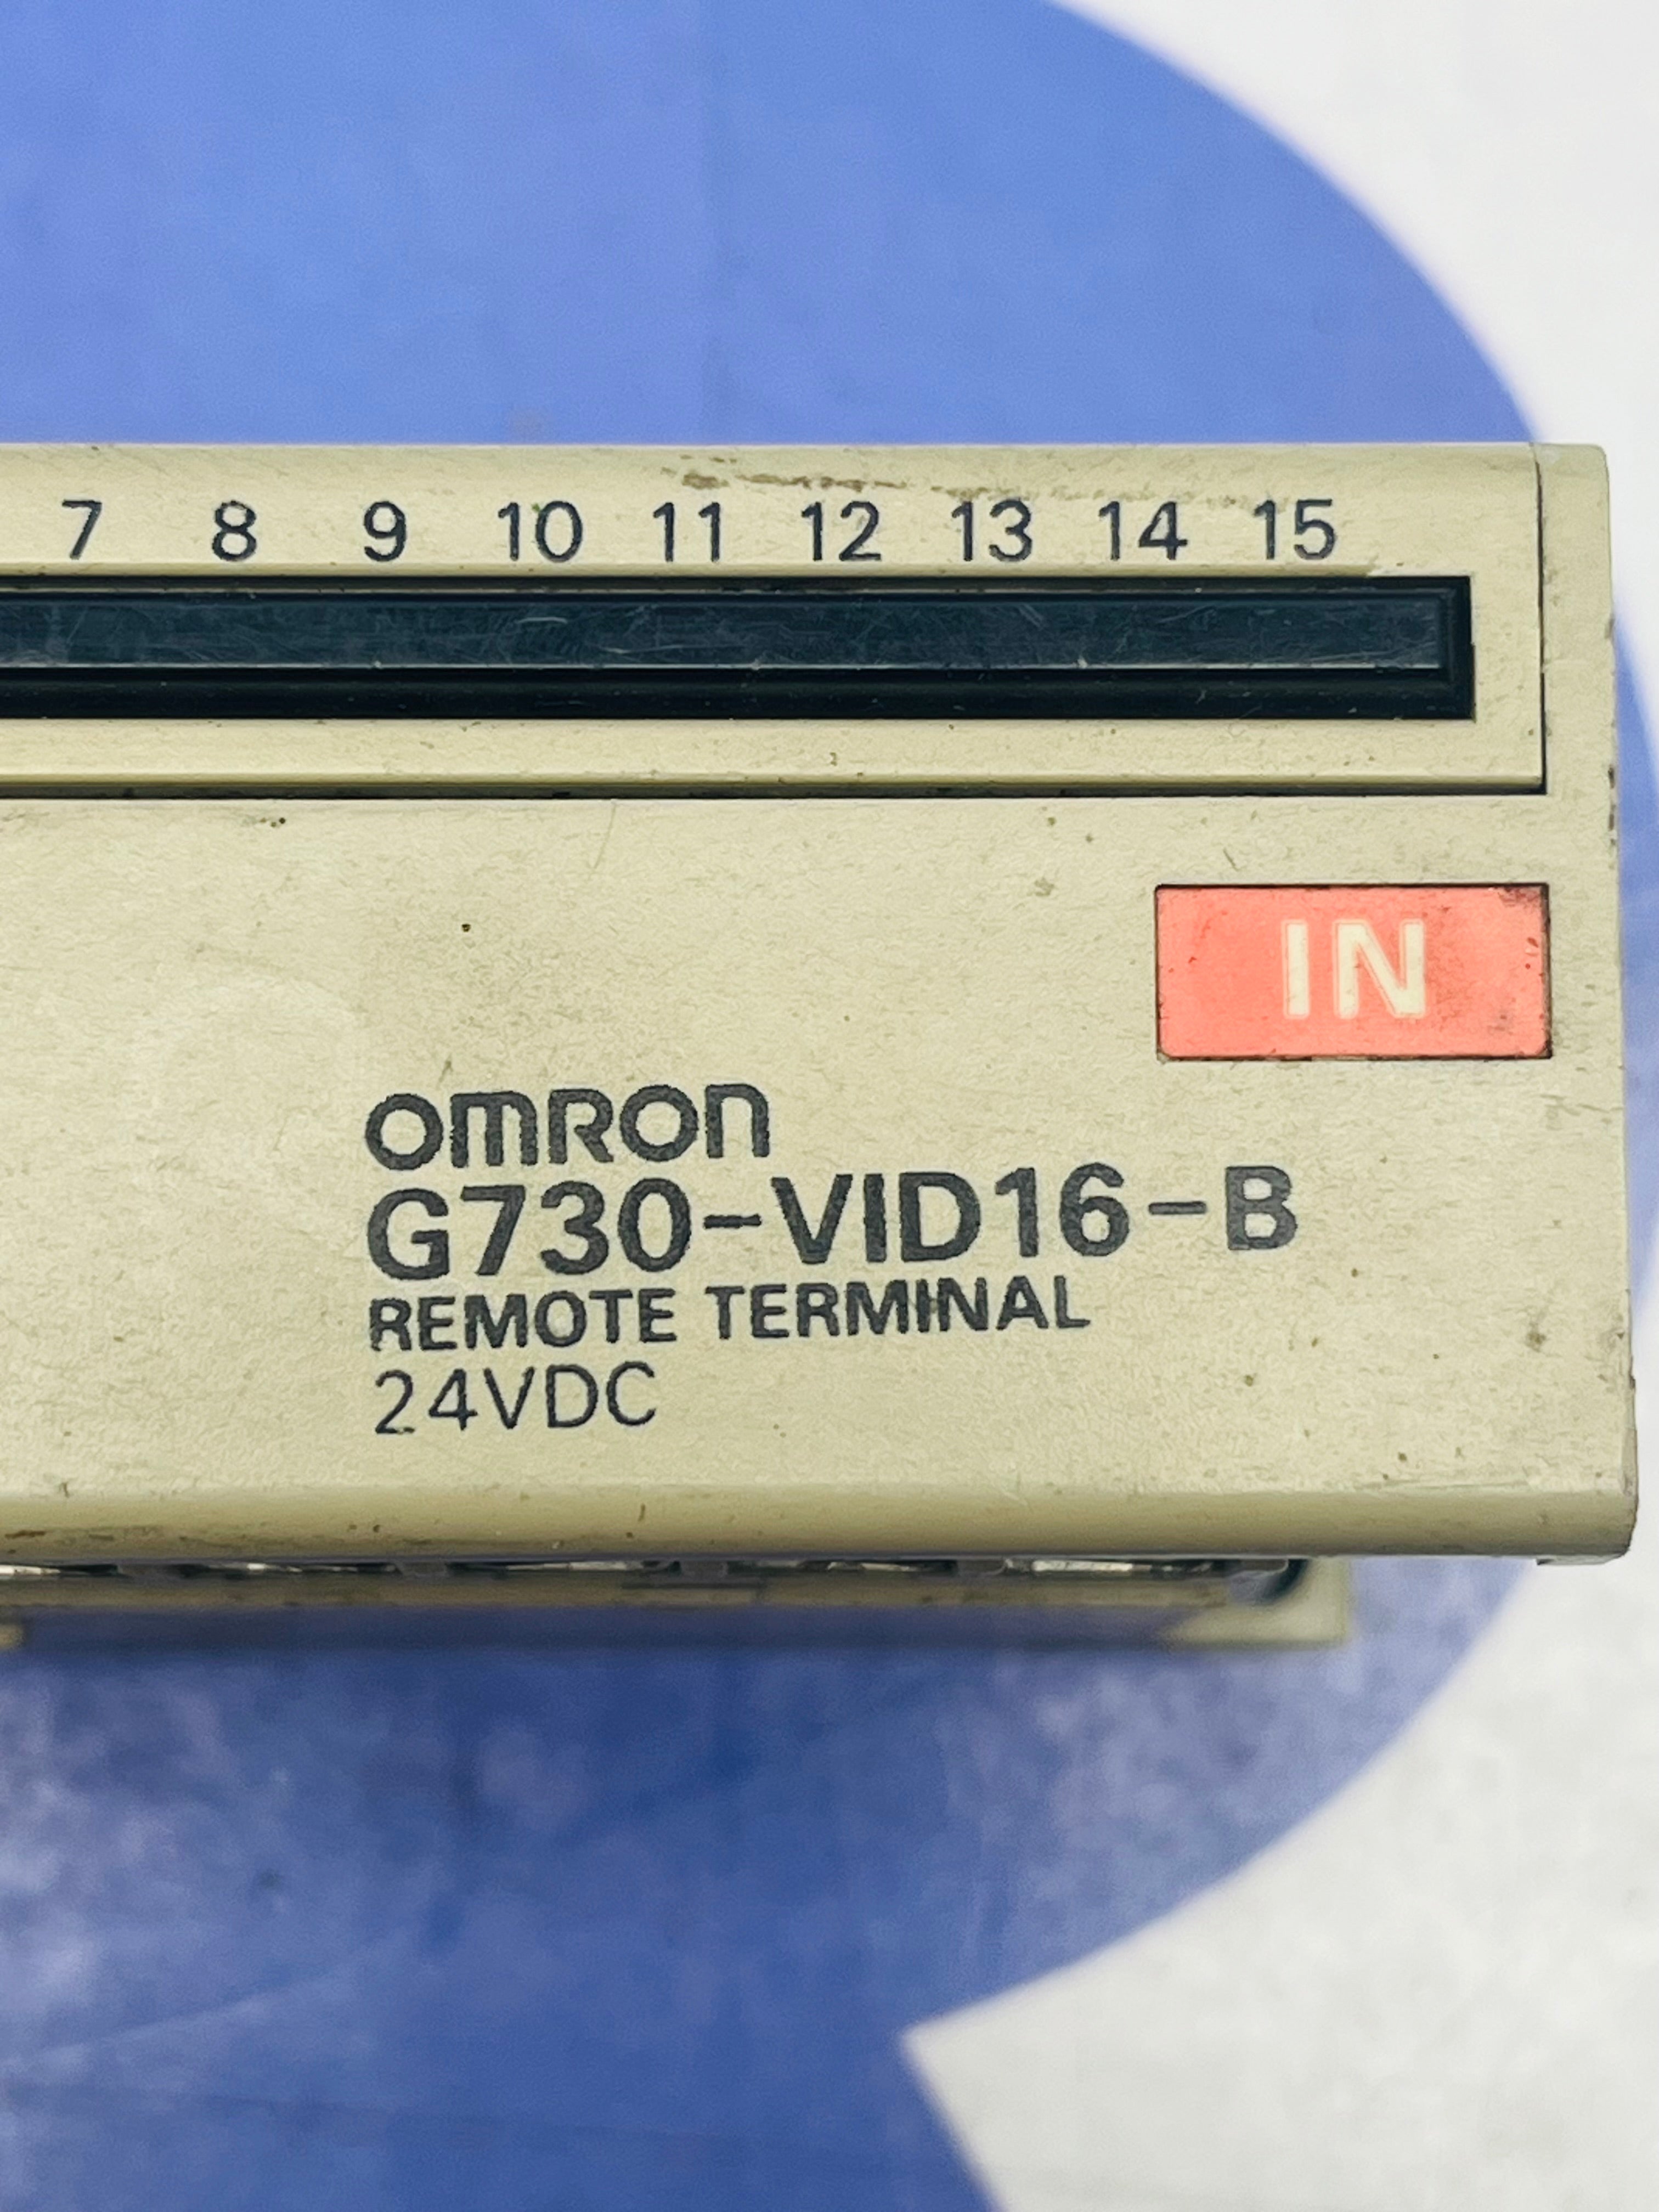 7 8 9 10 11 12 13 14 15
IN
omron
G730-VID16-B
REMOTE TERMINAL
24VDC